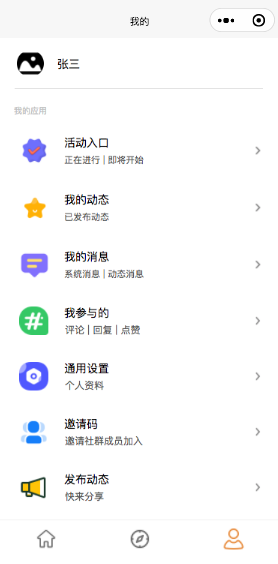 我的
张三
我的应用
活动入口
正在进行 | 即将开始
我的动态
已发布动态
我的消息
系统消息 | 动态消息
我参与的
评论 | 回复 | 点赞
通用设置
个人资料
邀请码
邀请社群成员加入
发布动态
快来分享